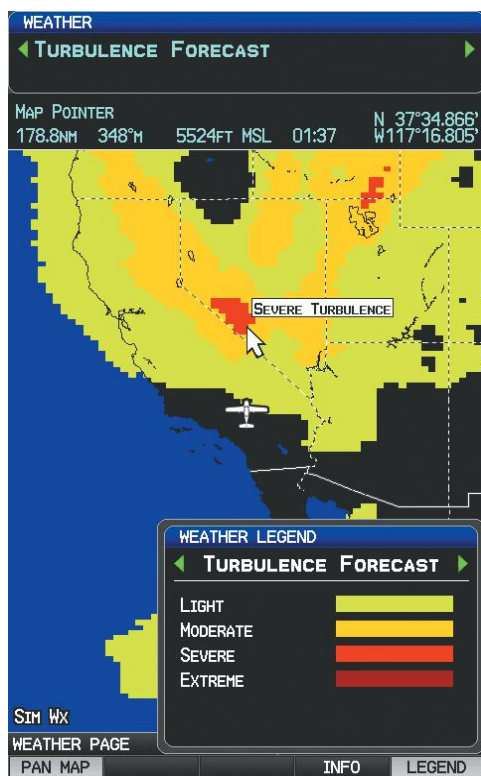 WEATHER
TURBULENCE FORECAST
MAP POINTER
N 37°34.866'
178.8NM 348°M 5524FT MSL 01:37 W117°16.805'
SEVERE TURBULENCE
WEATHER LEGEND
TURBULENCE FORECAST
LIGHT
MODERATE
SEVERE
EXTREME
SIM WX
WEATHER PAGE
PAN MAP INFO LEGEND